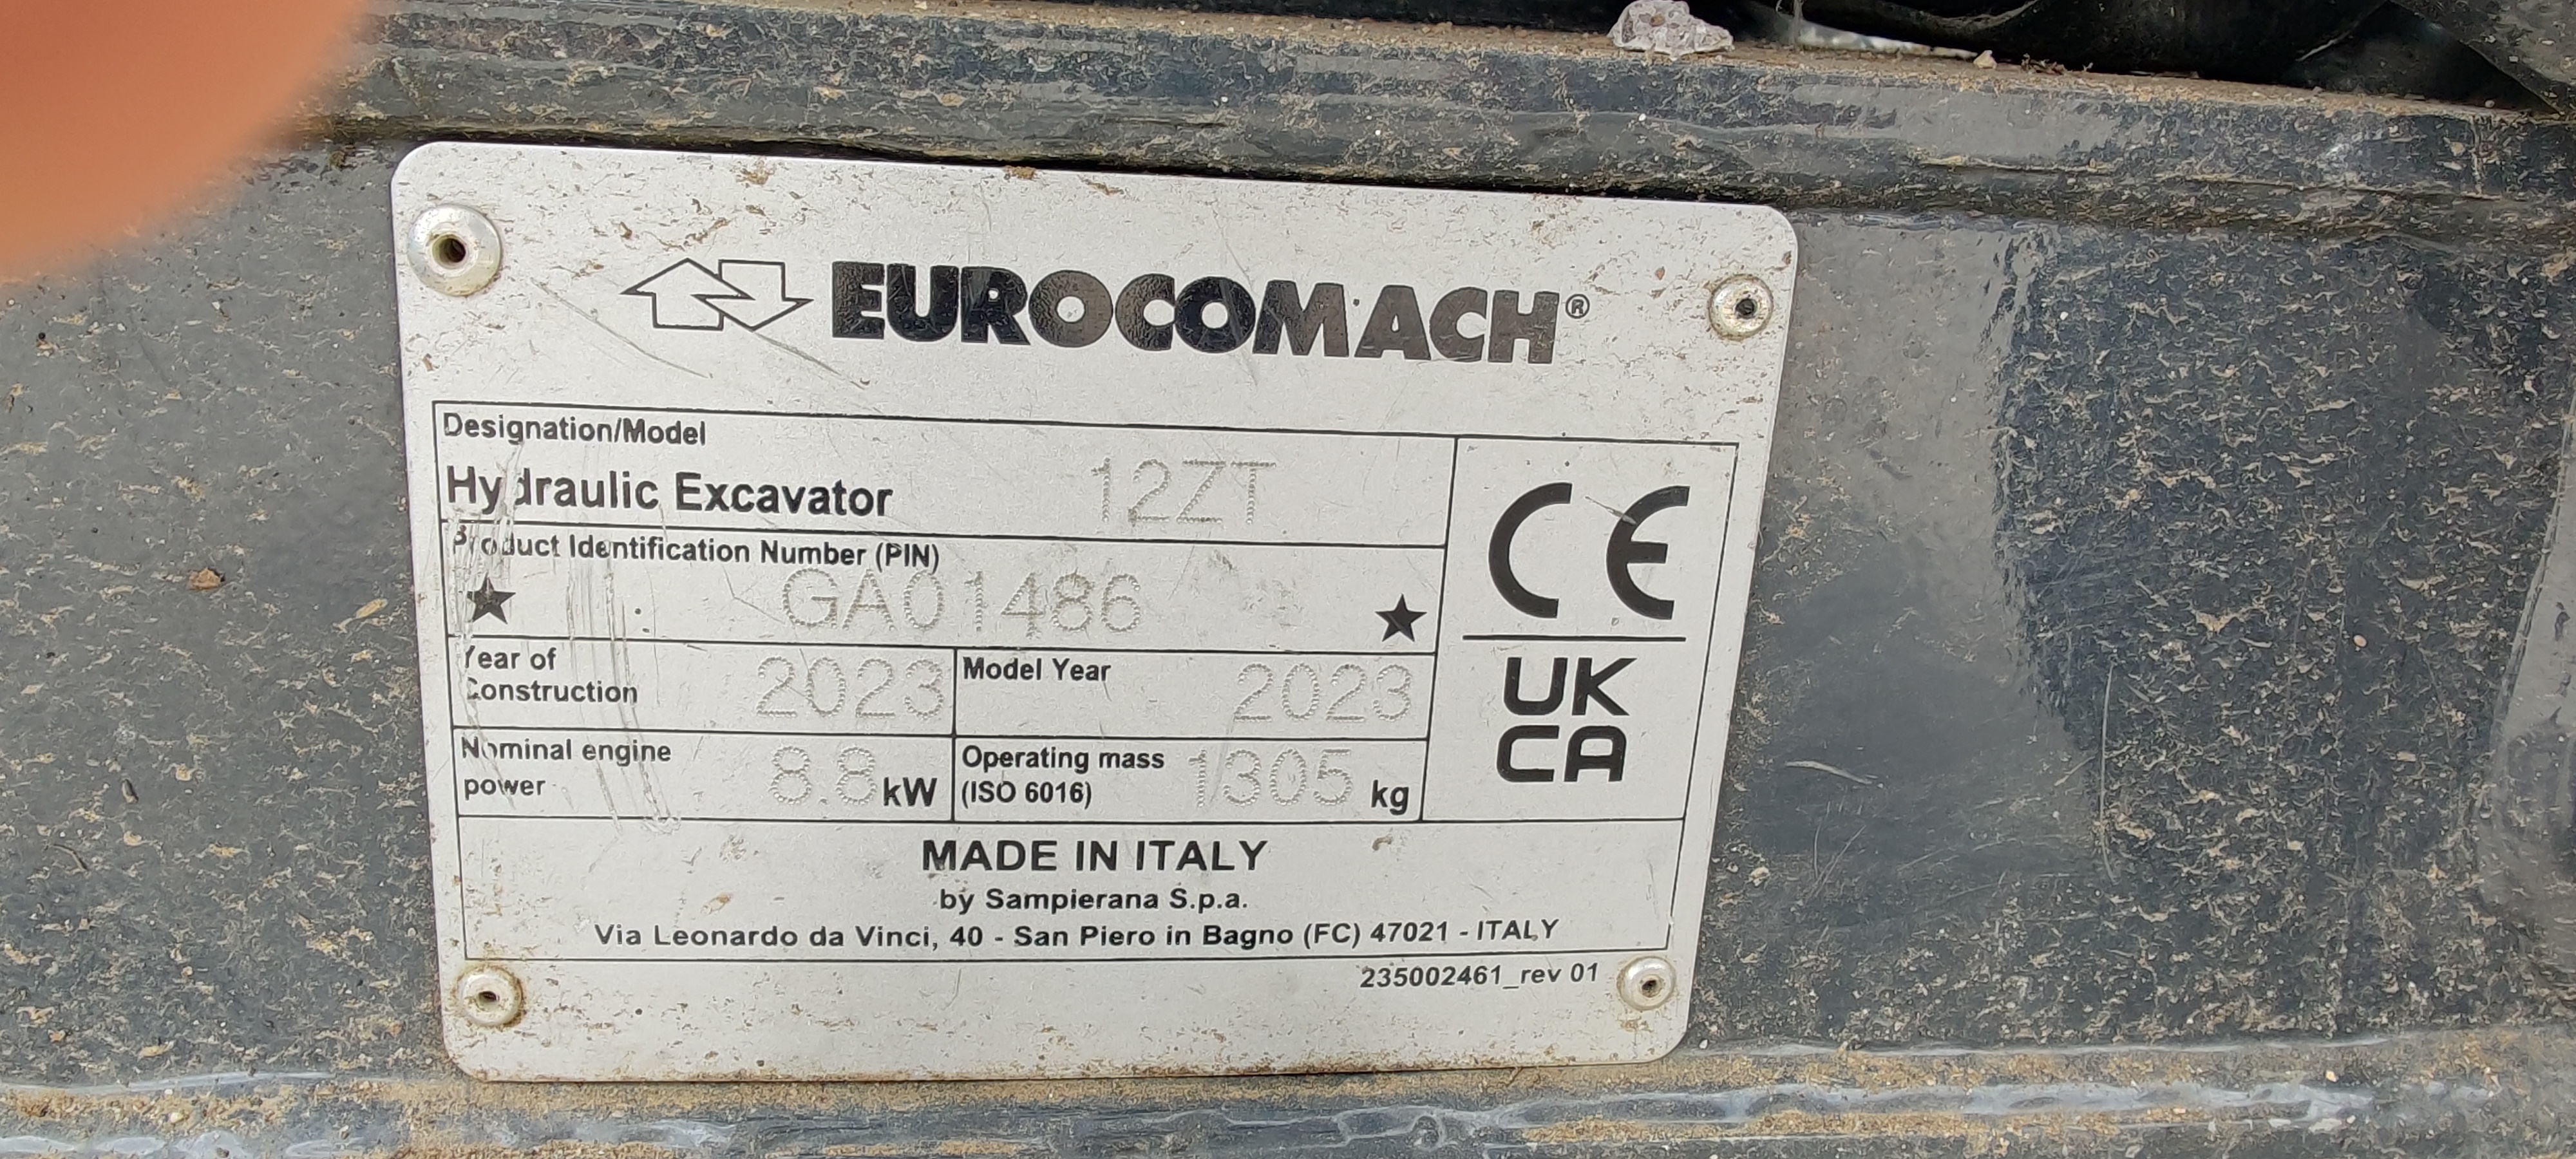 EUROCOMACH®
Designation/Model
Hydraulic Excavator 12ZT
Product Identification Number (PIN)
★ GA01486 ★
Year of
Construction 2023
Model Year 2023
Nominal engine
power 8.8 kW
Operating mass
(ISO 6016) 1305 kg
CE
UK
CA
MADE IN ITALY
by Sampierana S.p.a.
Via Leonardo da Vinci, 40 - San Piero in Bagno (FC) 47021 - ITALY
235002461_rev 01